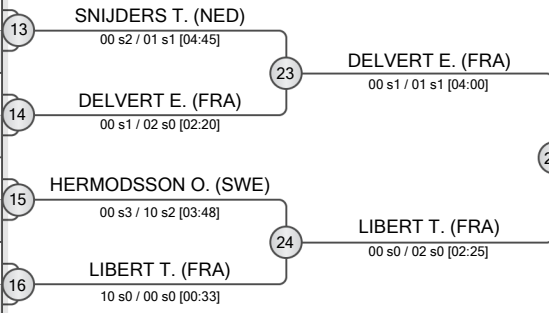 SNIJDERS T. (NED)
13
00 s2 / 01 s1 [04:45]
23
DELVERT E. (FRA)
00 s1 / 01 s1 [04:00]
DELVERT E. (FRA)
14
00 s1 / 02 s0 [02:20]
HERMODSSON O. (SWE)
15
00 s3 / 10 s2 [03:48]
24
LIBERT T. (FRA)
00 s0 / 02 s0 [02:25]
LIBERT T. (FRA)
16
10 s0 / 00 s0 [00:33]